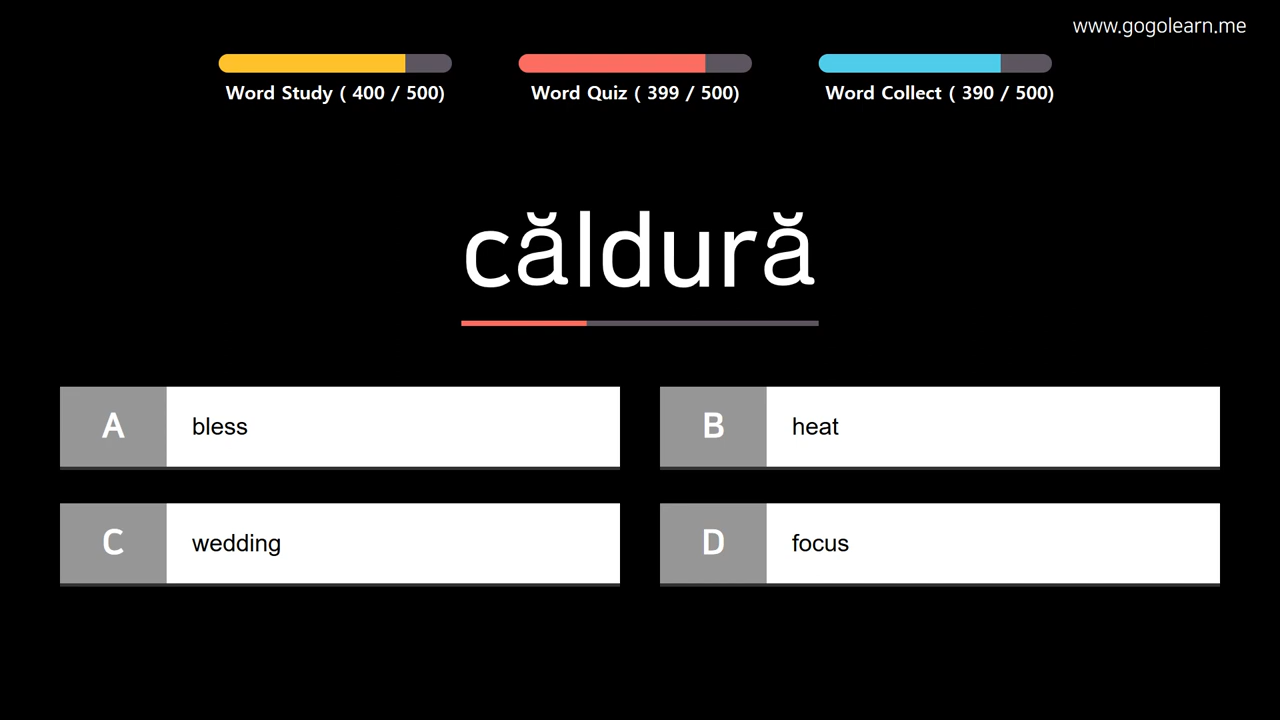 www.gogolearn.me
Word Study ( 400 / 500)
Word Quiz ( 399 / 500)
Word Collect ( 390 / 500)
căldură
A bless
B heat
C wedding
D focus